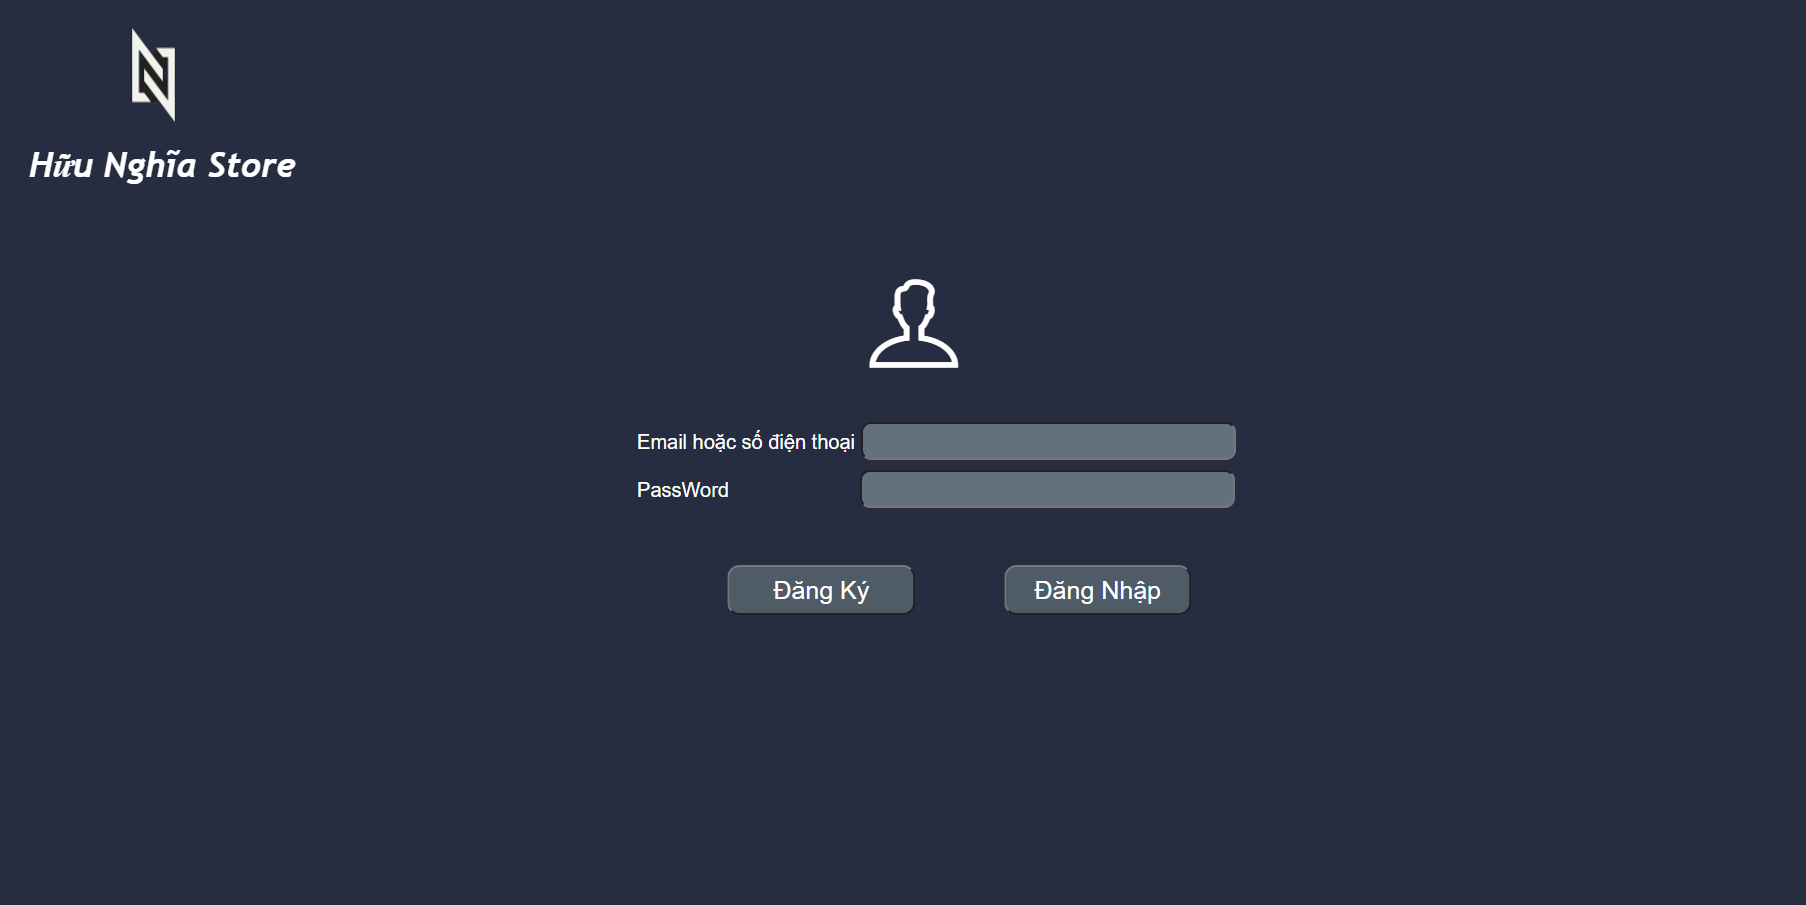 Hữu Nghĩa Store
Email hoặc số điện thoại
PassWord
Đăng Ký
Đăng Nhập